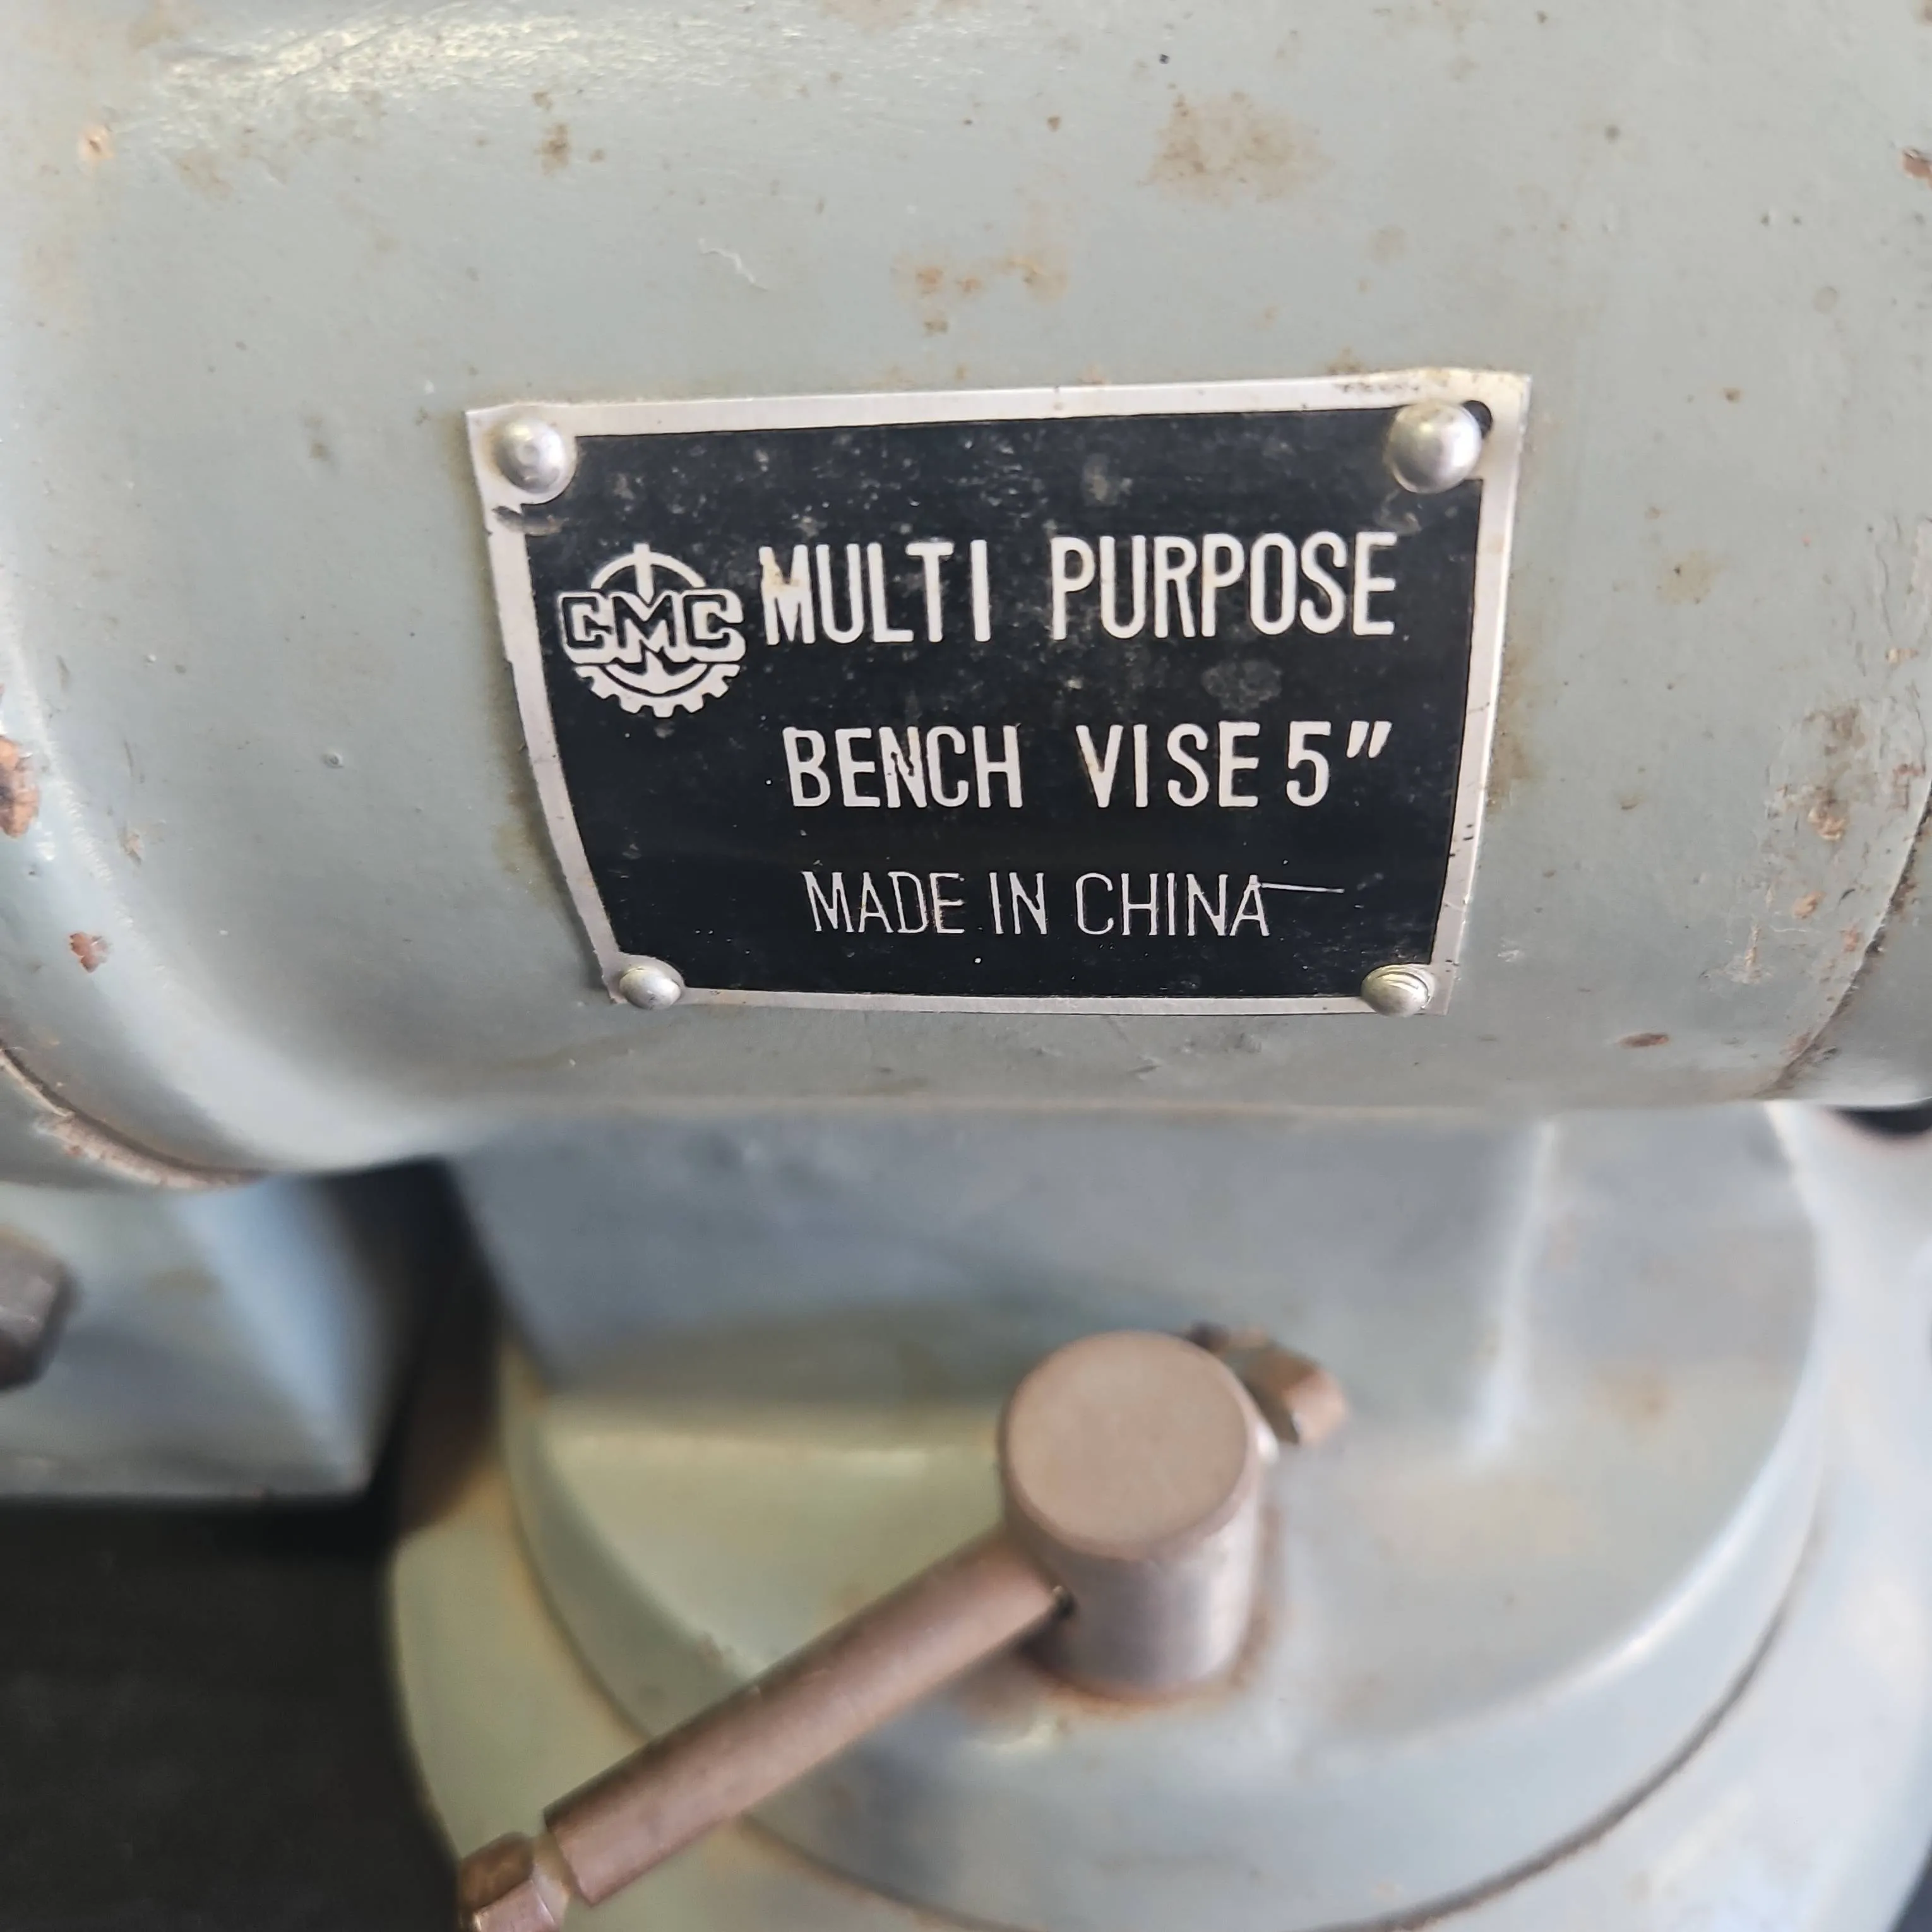 CMC MULTI PURPOSE
BENCH VISE 5"
MADE IN CHINA